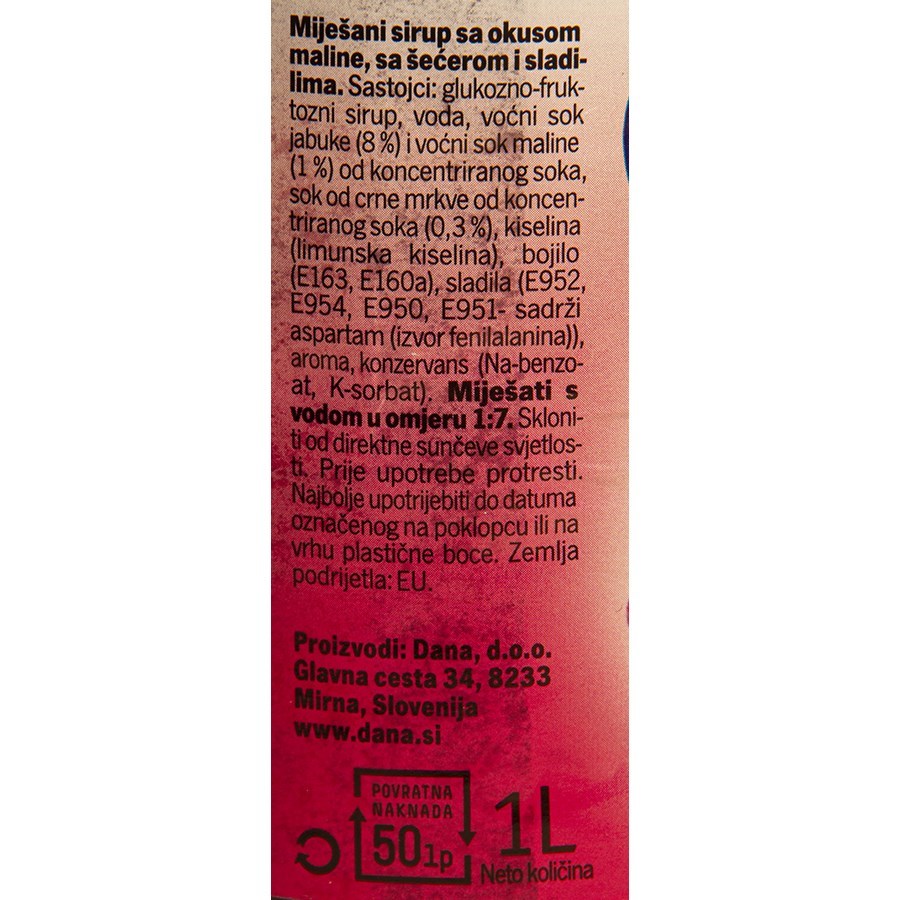 Miješani sirup sa okusom
maline, sa šećerom i sladi-
lima. Sastojci: glukozno-fruk-
tozni sirup, voda, voćni sok
jabuke (8 %) i voćni sok maline
(1 %) od koncentriranog soka,
sok od crne mrkve od koncen-
triranog soka (0,3 %), kiselina
(limunska kiselina), bojilo
(E163, E160a), sladila (E952,
E954, E950, E951- sadrži
aspartam (izvor fenilalanina)),
aroma, konzervans (Na-benzo-
at, K-sorbat). Miješati s
vodom u omjeru 1:7. Skloni-
ti od direktne sunčeve svjetlos-
ti. Prije upotrebe protresti.
Najbolje upotrijebiti do datuma
označenog na poklopcu ili na
vrhu plastične boce. Zemlja
podrijetla: EU.
Proizvodi: Dana, d.o.o.
Glavna cesta 34, 8233
Mirna, Slovenija
www.dana.si
POVRATNA
NAKNADA
50 lp
1L
Neto količina